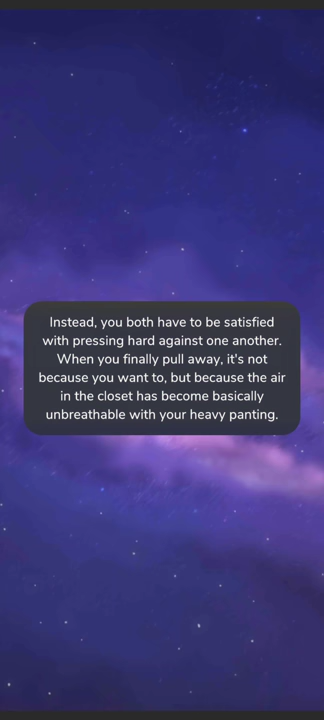 Instead, you both have to be satisfied
with pressing hard against one another.
When you finally pull away, it's not
because you want to, but because the air
in the closet has become basically
unbreathable with your heavy panting.